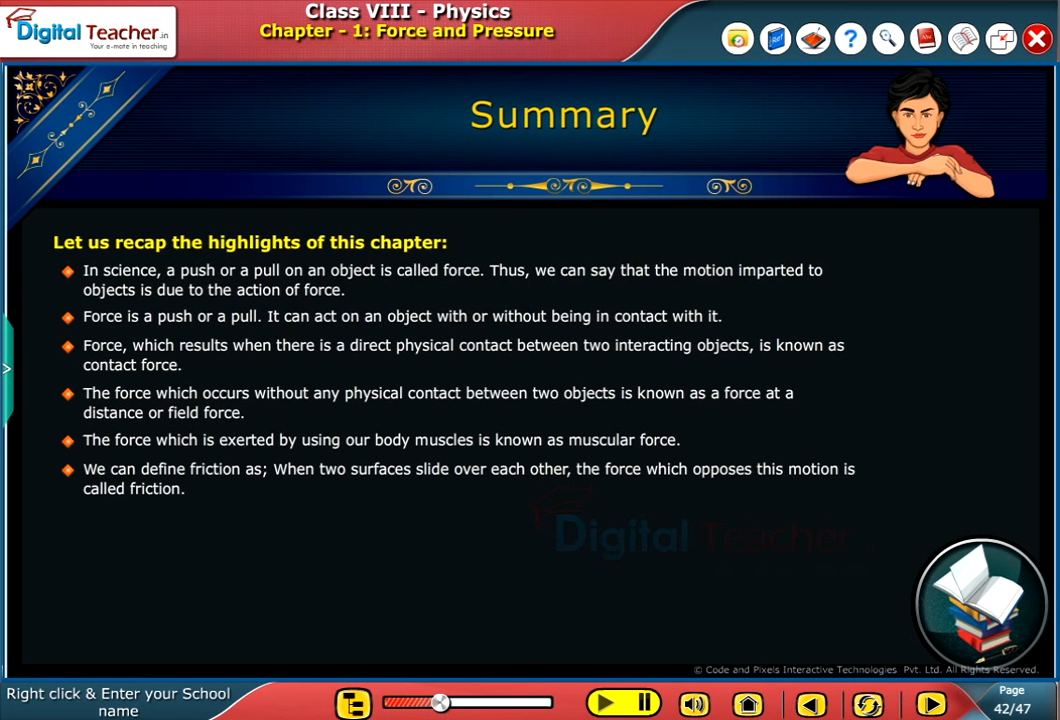 Class VIII - Physics
Chapter - 1: Force and Pressure
Digital Teacher.in
Your e-mate in teaching
Ref
?
Abc
Summary
Let us recap the highlights of this chapter:
In science, a push or a pull on an object is called force. Thus, we can say that the motion imparted to
objects is due to the action of force.
Force is a push or a pull. It can act on an object with or without being in contact with it.
Force, which results when there is a direct physical contact between two interacting objects, is known as
contact force.
The force which occurs without any physical contact between two objects is known as a force at a
distance or field force.
The force which is exerted by using our body muscles is known as muscular force.
We can define friction as; When two surfaces slide over each other, the force which opposes this motion is
called friction.
Digital Teacher.in
© Code and Pixels Interactive Technologies Pvt. Ltd. All Rights Reserved.
Right click & Enter your School
name
Page
42/47